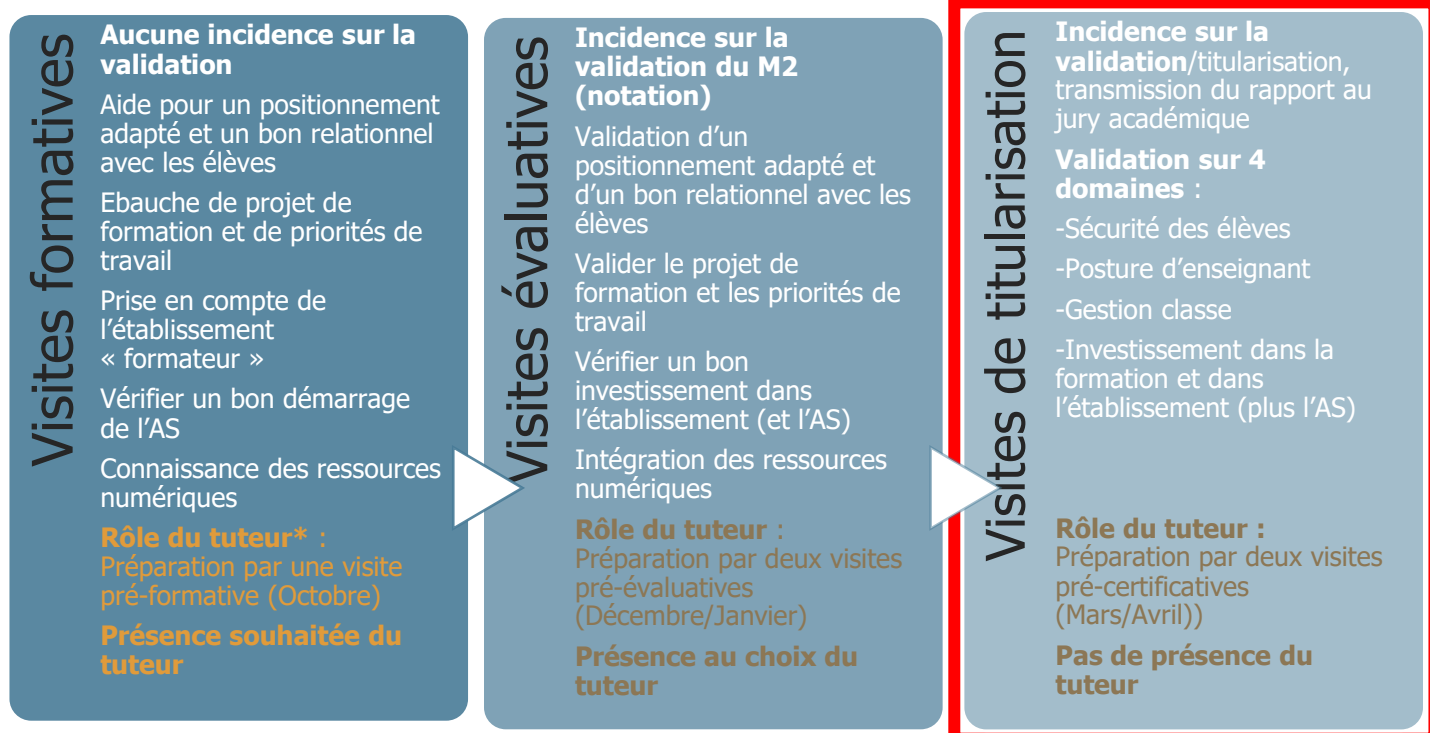 Visites formatives
Aucune incidence sur la
validation
Aide pour un positionnement
adapté et un bon relationnel
avec les élèves
Ebauche de projet de
formation et de priorités de
travail
Prise en compte de
l’établissement
« formateur »
Vérifier un bon démarrage
de l’AS
Connaissance des ressources
numériques
Rôle du tuteur* :
Préparation par une visite
pré-formative (Octobre)
Présence souhaitée du
tuteur
Visites évaluatives
Incidence sur la
validation du M2
(notation)
Validation d’un
positionnement adapté et
d’un bon relationnel avec les
élèves
Valider le projet de
formation et les priorités de
travail
Vérifier un bon
investissement dans
l’établissement (et l’AS)
Intégration des ressources
numériques
Rôle du tuteur :
Préparation par deux visites
pré-évaluatives
(Décembre/Janvier)
Présence au choix du
tuteur
Visites de titularisation
Incidence sur la
validation/titularisation,
transmission du rapport au
jury académique
Validation sur 4
domaines :
-Sécurité des élèves
-Posture d’enseignant
-Gestion classe
-Investissement dans la
formation et dans
l’établissement (plus l’AS)
Rôle du tuteur :
Préparation par deux visites
pré-certificatives
(Mars/Avril))
Pas de présence du
tuteur